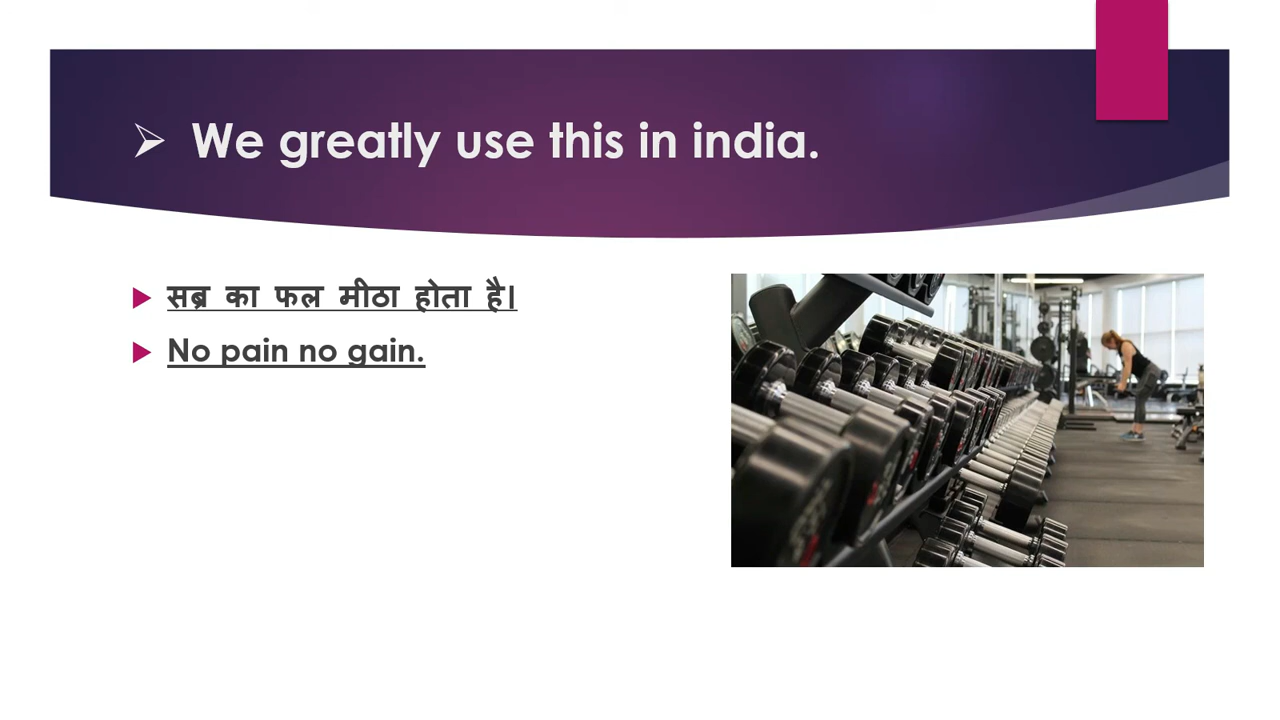 We greatly use this in india.
सब्र का फल मीठा होता है।
No pain no gain.